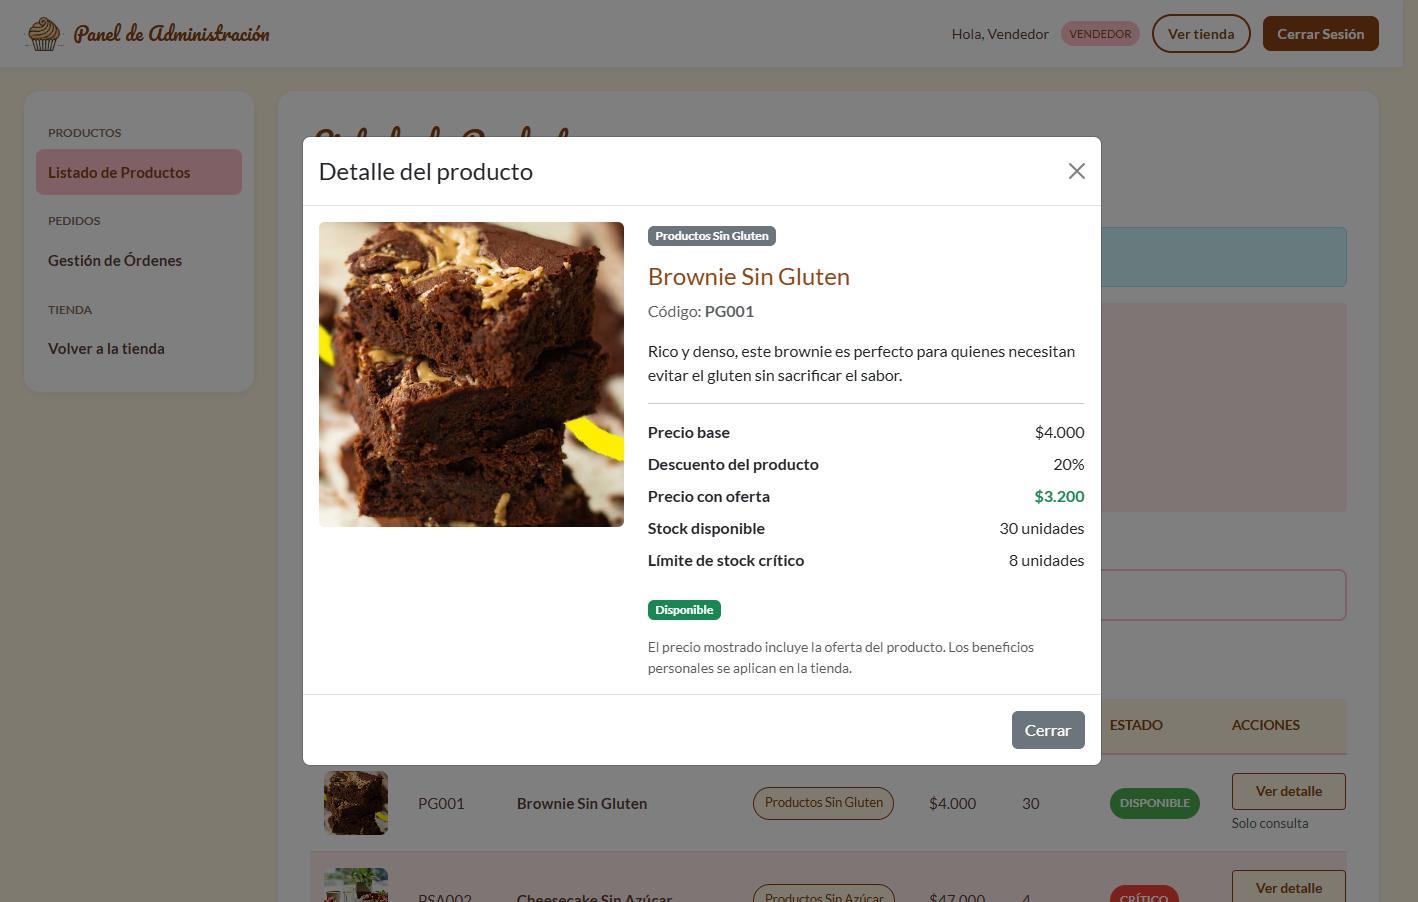 Panel de Administración
Hola, Vendedor
VENDEDOR
Ver tienda
Cerrar Sesión
PRODUCTOS
Listado de Productos
PEDIDOS
Gestión de Órdenes
TIENDA
Volver a la tienda
Detalle del producto
Productos Sin Gluten
Brownie Sin Gluten
Código: PG001
Rico y denso, este brownie es perfecto para quienes necesitan
evitar el gluten sin sacrificar el sabor.
Precio base $4.000
Descuento del producto 20%
Precio con oferta $3.200
Stock disponible 30 unidades
Límite de stock crítico 8 unidades
Disponible
El precio mostrado incluye la oferta del producto. Los beneficios
personales se aplican en la tienda.
Cerrar
ESTADO ACCIONES
PG001 Brownie Sin Gluten Productos Sin Gluten $4.000 30 DISPONIBLE Ver detalle
Solo consulta
PSA002 Cheesecake Sin Azúcar Productos Sin Azúcar $47.000 4 CRÍTICO Ver detalle